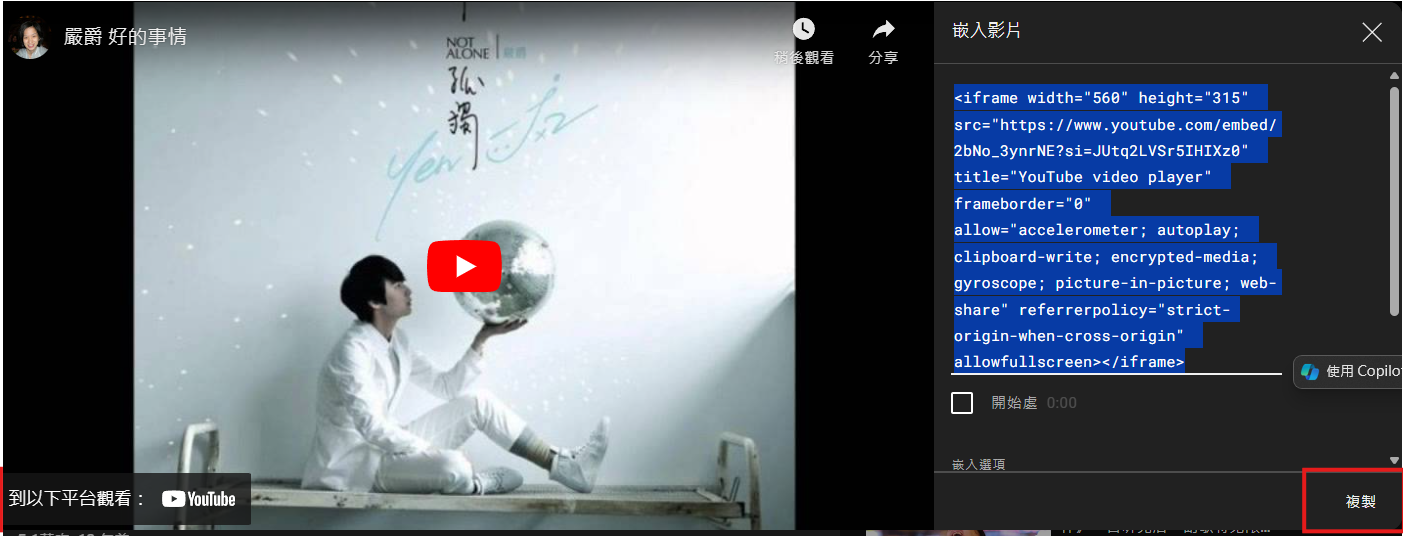 嚴爵 好的事情
稍後觀看
分享
NOT
ALONE
嚴爵
孤獨
Yen
到以下平台觀看：
YouTube
嵌入影片
<iframe width="560" height="315"
src="https://www.youtube.com/embed/
2bNo_3ynrNE?si=JUtq2LVSr5IHIXz0"
title="YouTube video player"
frameborder="0"
allow="accelerometer; autoplay;
clipboard-write; encrypted-media;
gyroscope; picture-in-picture; web-
share" referrerpolicy="strict-
origin-when-cross-origin"
allowfullscreen></iframe>
使用 Copilot
開始處 0:00
嵌入選項
複製